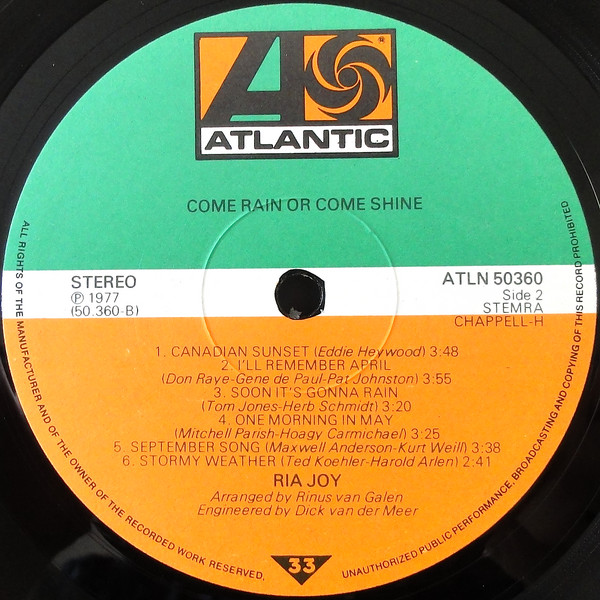 ATLANTIC
®
COME RAIN OR COME SHINE
STEREO
Ⓟ 1977
(50.360-B)
ATLN 50360
Side 2
STEMRA
CHAPPELL-H
1. CANADIAN SUNSET (Eddie Heywood) 3:48
2. I'LL REMEMBER APRIL
(Don Raye-Gene de Paul-Pat Johnston) 3:55
3. SOON IT'S GONNA RAIN
(Tom Jones-Herb Schmidt) 3:20
4. ONE MORNING IN MAY
(Mitchell Parish-Hoagy Carmichael) 3:25
5. SEPTEMBER SONG (Maxwell Anderson-Kurt Weill) 3:38
6. STORMY WEATHER (Ted Koehler-Harold Arlen) 2:41
RIA JOY
Arranged by Rinus van Galen
Engineered by Dick van der Meer
33
ALL RIGHTS OF THE MANUFACTURER AND OF THE OWNER OF THE RECORDED WORK RESERVED,
UNAUTHORIZED PUBLIC PERFORMANCE, BROADCASTING AND COPYING OF THIS RECORD PROHIBITED